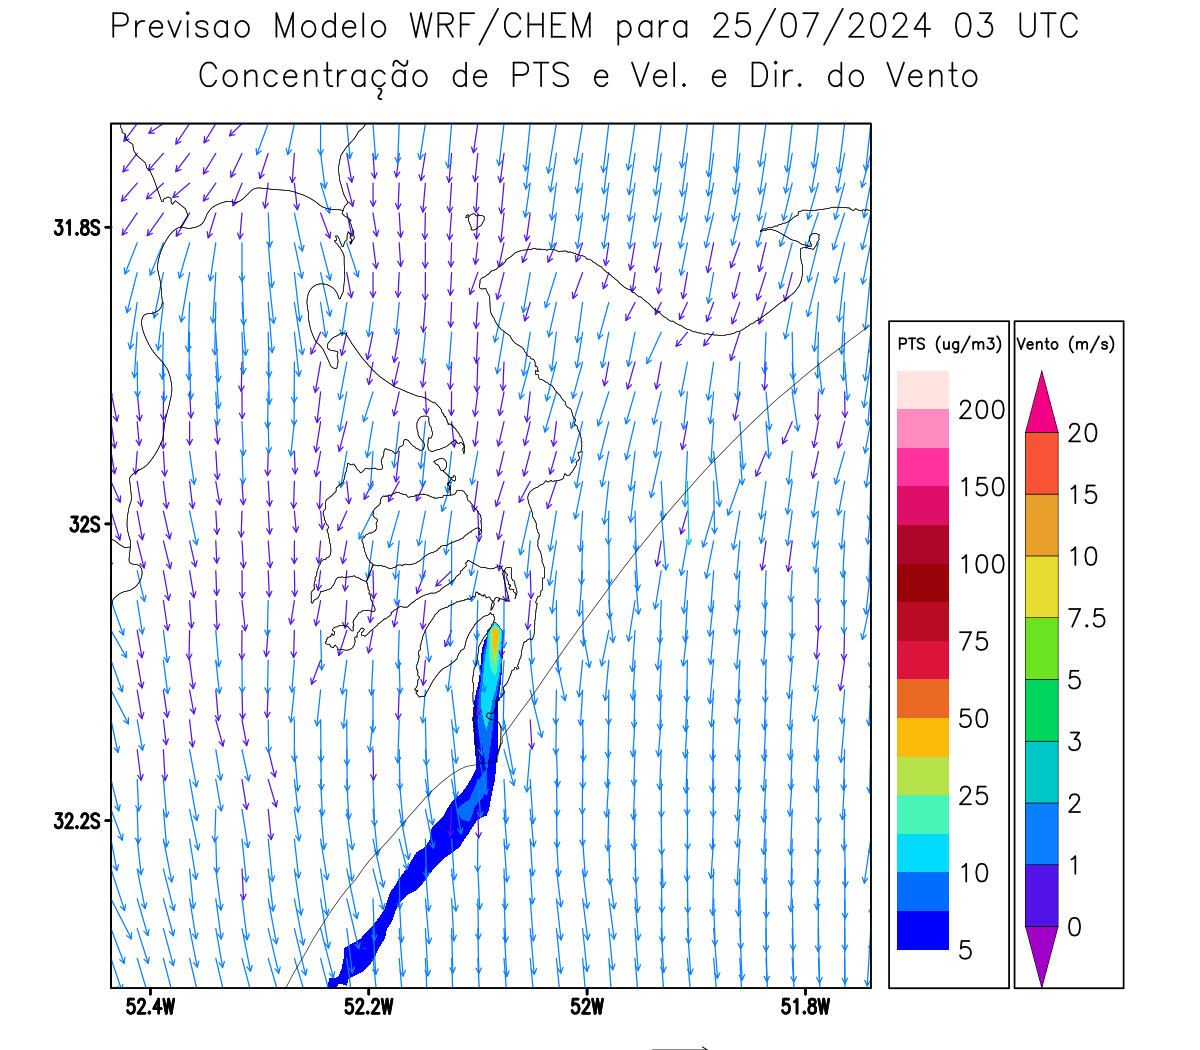 Previsao Modelo WRF/CHEM para 25/07/2024 03 UTC
Concentração de PTS e Vel. e Dir. do Vento
31.8S
32S
32.2S
52.4W
52.2W
52W
51.8W
PTS (ug/m3)
200
150
100
75
50
25
10
5
Vento (m/s)
20
15
10
7.5
5
3
2
1
0